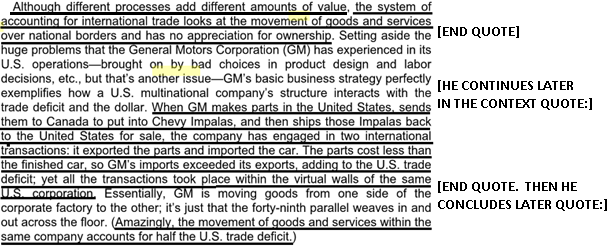 Although different processes add different amounts of value, the system of
accounting for international trade looks at the movement of goods and services
over national borders and has no appreciation for ownership. Setting aside the
[END QUOTE]
huge problems that the General Motors Corporation (GM) has experienced in its
U.S. operations—brought on by bad choices in product design and labor
decisions, etc., but that's another issue—GM's basic business strategy perfectly
[HE CONTINUES LATER
exemplifies how a U.S. multinational company's structure interacts with the
IN THE CONTEXT QUOTE:]
trade deficit and the dollar. When GM makes parts in the United States, sends
them to Canada to put into Chevy Impalas, and then ships those Impalas back
to the United States for sale, the company has engaged in two international
transactions: it exported the parts and imported the car. The parts cost less than
the finished car, so GM's imports exceeded its exports, adding to the U.S. trade
deficit; yet all the transactions took place within the virtual walls of the same
[END QUOTE. THEN HE
U.S. corporation. Essentially, GM is moving goods from one side of the
CONCLUDES LATER QUOTE:]
corporate factory to the other; it's just that the forty-ninth parallel weaves in and
out across the floor. (Amazingly, the movement of goods and services within the
same company accounts for half the U.S. trade deficit.)